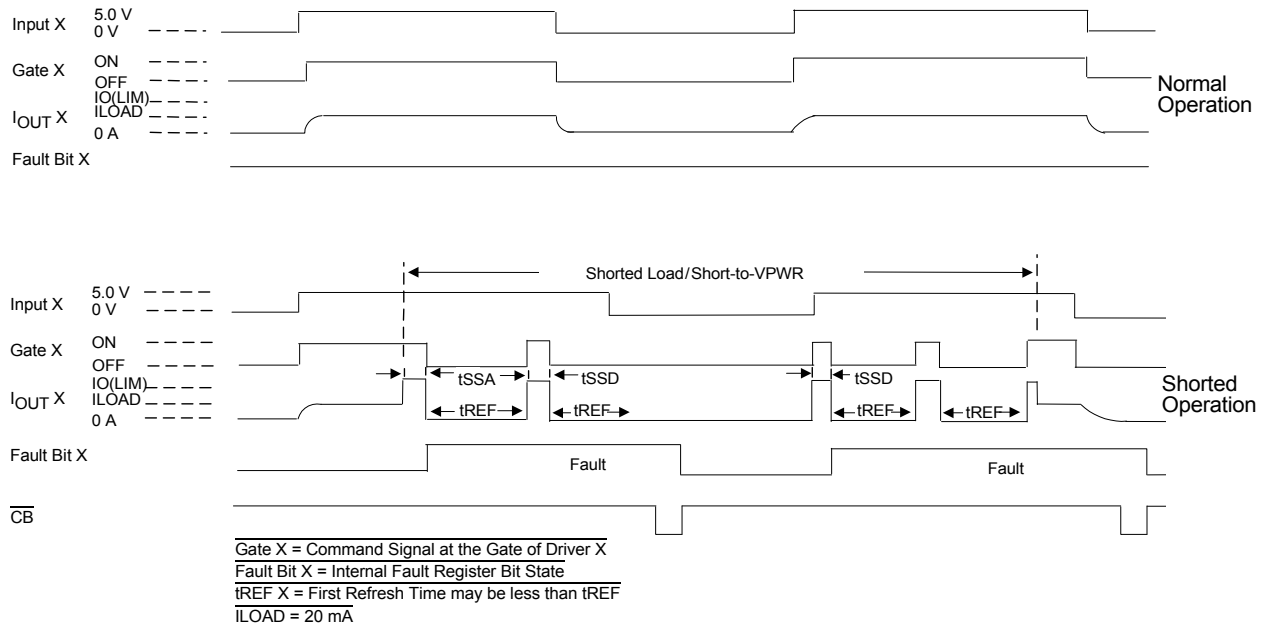 Input X 5.0 V
0 V
Gate X ON
OFF
IO(LIM)
IOUT X ILOAD
0 A
Fault Bit X
Normal
Operation
Shorted Load/Short-to-VPWR
Input X 5.0 V
0 V
Gate X ON
OFF
IO(LIM)
IOUT X ILOAD
0 A
tSSA tSSD tSSD
tREF tREF tREF tREF
Shorted
Operation
Fault Bit X
Fault Fault
CB
Gate X = Command Signal at the Gate of Driver X
Fault Bit X = Internal Fault Register Bit State
tREF X = First Refresh Time may be less than tREF
ILOAD = 20 mA